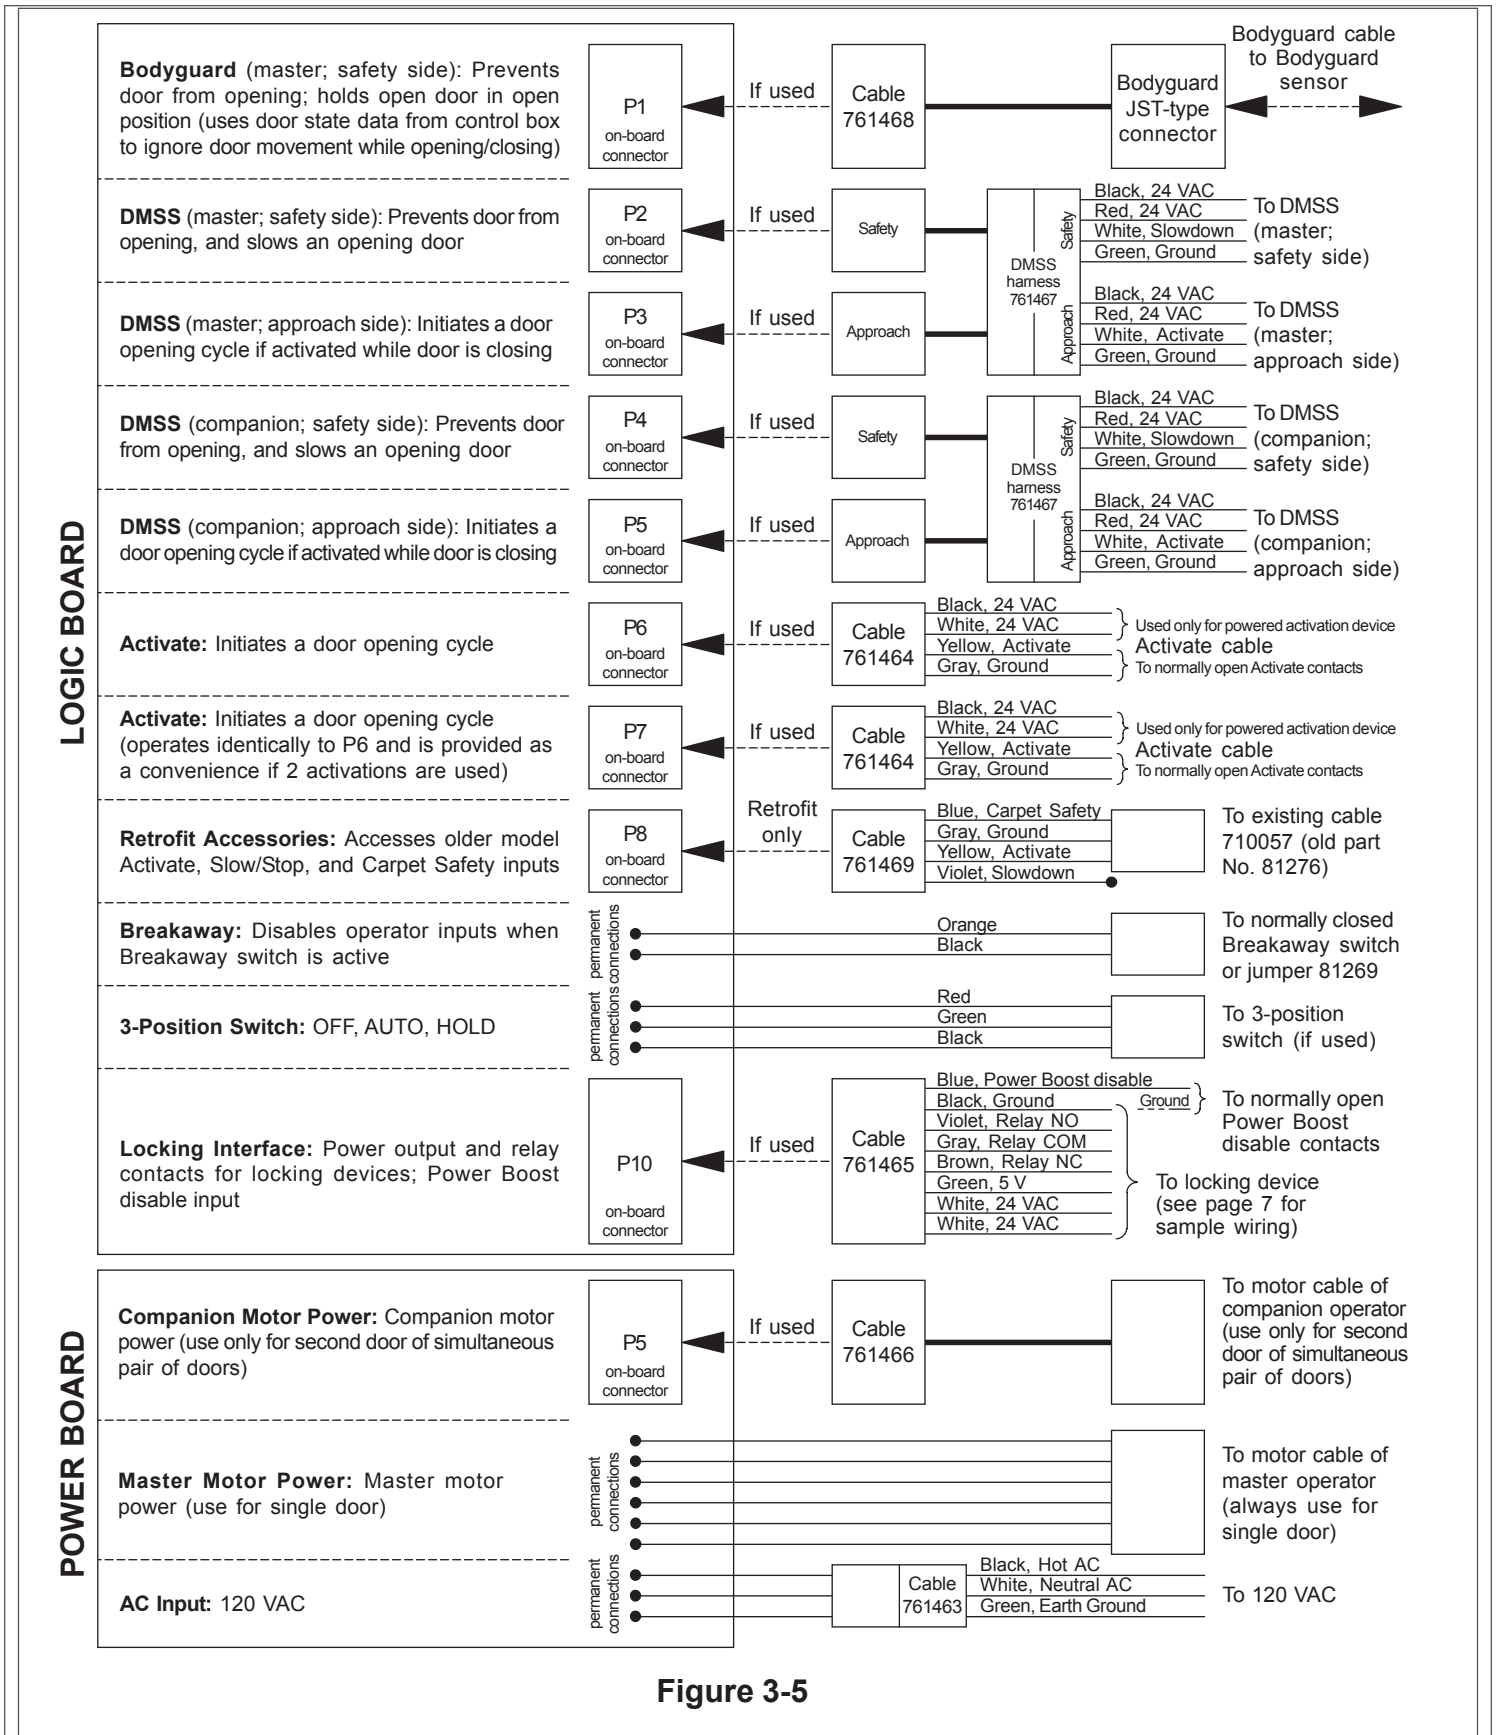 LOGIC BOARD
Bodyguard (master; safety side): Prevents
door from opening; holds open door in open
position (uses door state data from control box
to ignore door movement while opening/closing)
P1
on-board
connector
If used
Cable
761468
Bodyguard
JST-type
connector
Bodyguard cable
to Bodyguard
sensor
DMSS (master; safety side): Prevents door from
opening, and slows an opening door
P2
on-board
connector
If used
Safety
DMSS
harness
761467
Safety
Black, 24 VAC
Red, 24 VAC
White, Slowdown
Green, Ground
To DMSS
(master;
safety side)
DMSS (master; approach side): Initiates a door
opening cycle if activated while door is closing
P3
on-board
connector
If used
Approach
Approach
Black, 24 VAC
Red, 24 VAC
White, Activate
Green, Ground
To DMSS
(master;
approach side)
DMSS (companion; safety side): Prevents door
from opening, and slows an opening door
P4
on-board
connector
If used
Safety
DMSS
harness
761467
Safety
Black, 24 VAC
Red, 24 VAC
White, Slowdown
Green, Ground
To DMSS
(companion;
safety side)
DMSS (companion; approach side): Initiates a
door opening cycle if activated while door is closing
P5
on-board
connector
If used
Approach
Approach
Black, 24 VAC
Red, 24 VAC
White, Activate
Green, Ground
To DMSS
(companion;
approach side)
Activate: Initiates a door opening cycle
P6
on-board
connector
If used
Cable
761464
Black, 24 VAC
White, 24 VAC
Yellow, Activate
Gray, Ground
Used only for powered activation device
Activate cable
To normally open Activate contacts
Activate: Initiates a door opening cycle
(operates identically to P6 and is provided as
a convenience if 2 activations are used)
P7
on-board
connector
If used
Cable
761464
Black, 24 VAC
White, 24 VAC
Yellow, Activate
Gray, Ground
Used only for powered activation device
Activate cable
To normally open Activate contacts
Retrofit Accessories: Accesses older model
Activate, Slow/Stop, and Carpet Safety inputs
P8
on-board
connector
Retrofit
only
Cable
761469
Blue, Carpet Safety
Gray, Ground
Yellow, Activate
Violet, Slowdown
To existing cable
710057 (old part
No. 81276)
Breakaway: Disables operator inputs when
Breakaway switch is active
permanent
connections
Orange
Black
To normally closed
Breakaway switch
or jumper 81269
3-Position Switch: OFF, AUTO, HOLD
permanent
connections
Red
Green
Black
To 3-position
switch (if used)
Locking Interface: Power output and relay
contacts for locking devices; Power Boost
disable input
P10
on-board
connector
If used
Cable
761465
Blue, Power Boost disable
Black, Ground
Violet, Relay NO
Gray, Relay COM
Brown, Relay NC
Green, 5 V
White, 24 VAC
White, 24 VAC
Ground
To normally open
Power Boost
disable contacts
To locking device
(see page 7 for
sample wiring)
POWER BOARD
Companion Motor Power: Companion motor
power (use only for second door of simultaneous
pair of doors)
P5
on-board
connector
If used
Cable
761466
To motor cable of
companion operator
(use only for second
door of simultaneous
pair of doors)
Master Motor Power: Master motor
power (use for single door)
permanent
connections
To motor cable of
master operator
(always use for
single door)
AC Input: 120 VAC
permanent
connections
Cable
761463
Black, Hot AC
White, Neutral AC
Green, Earth Ground
To 120 VAC
Figure 3-5